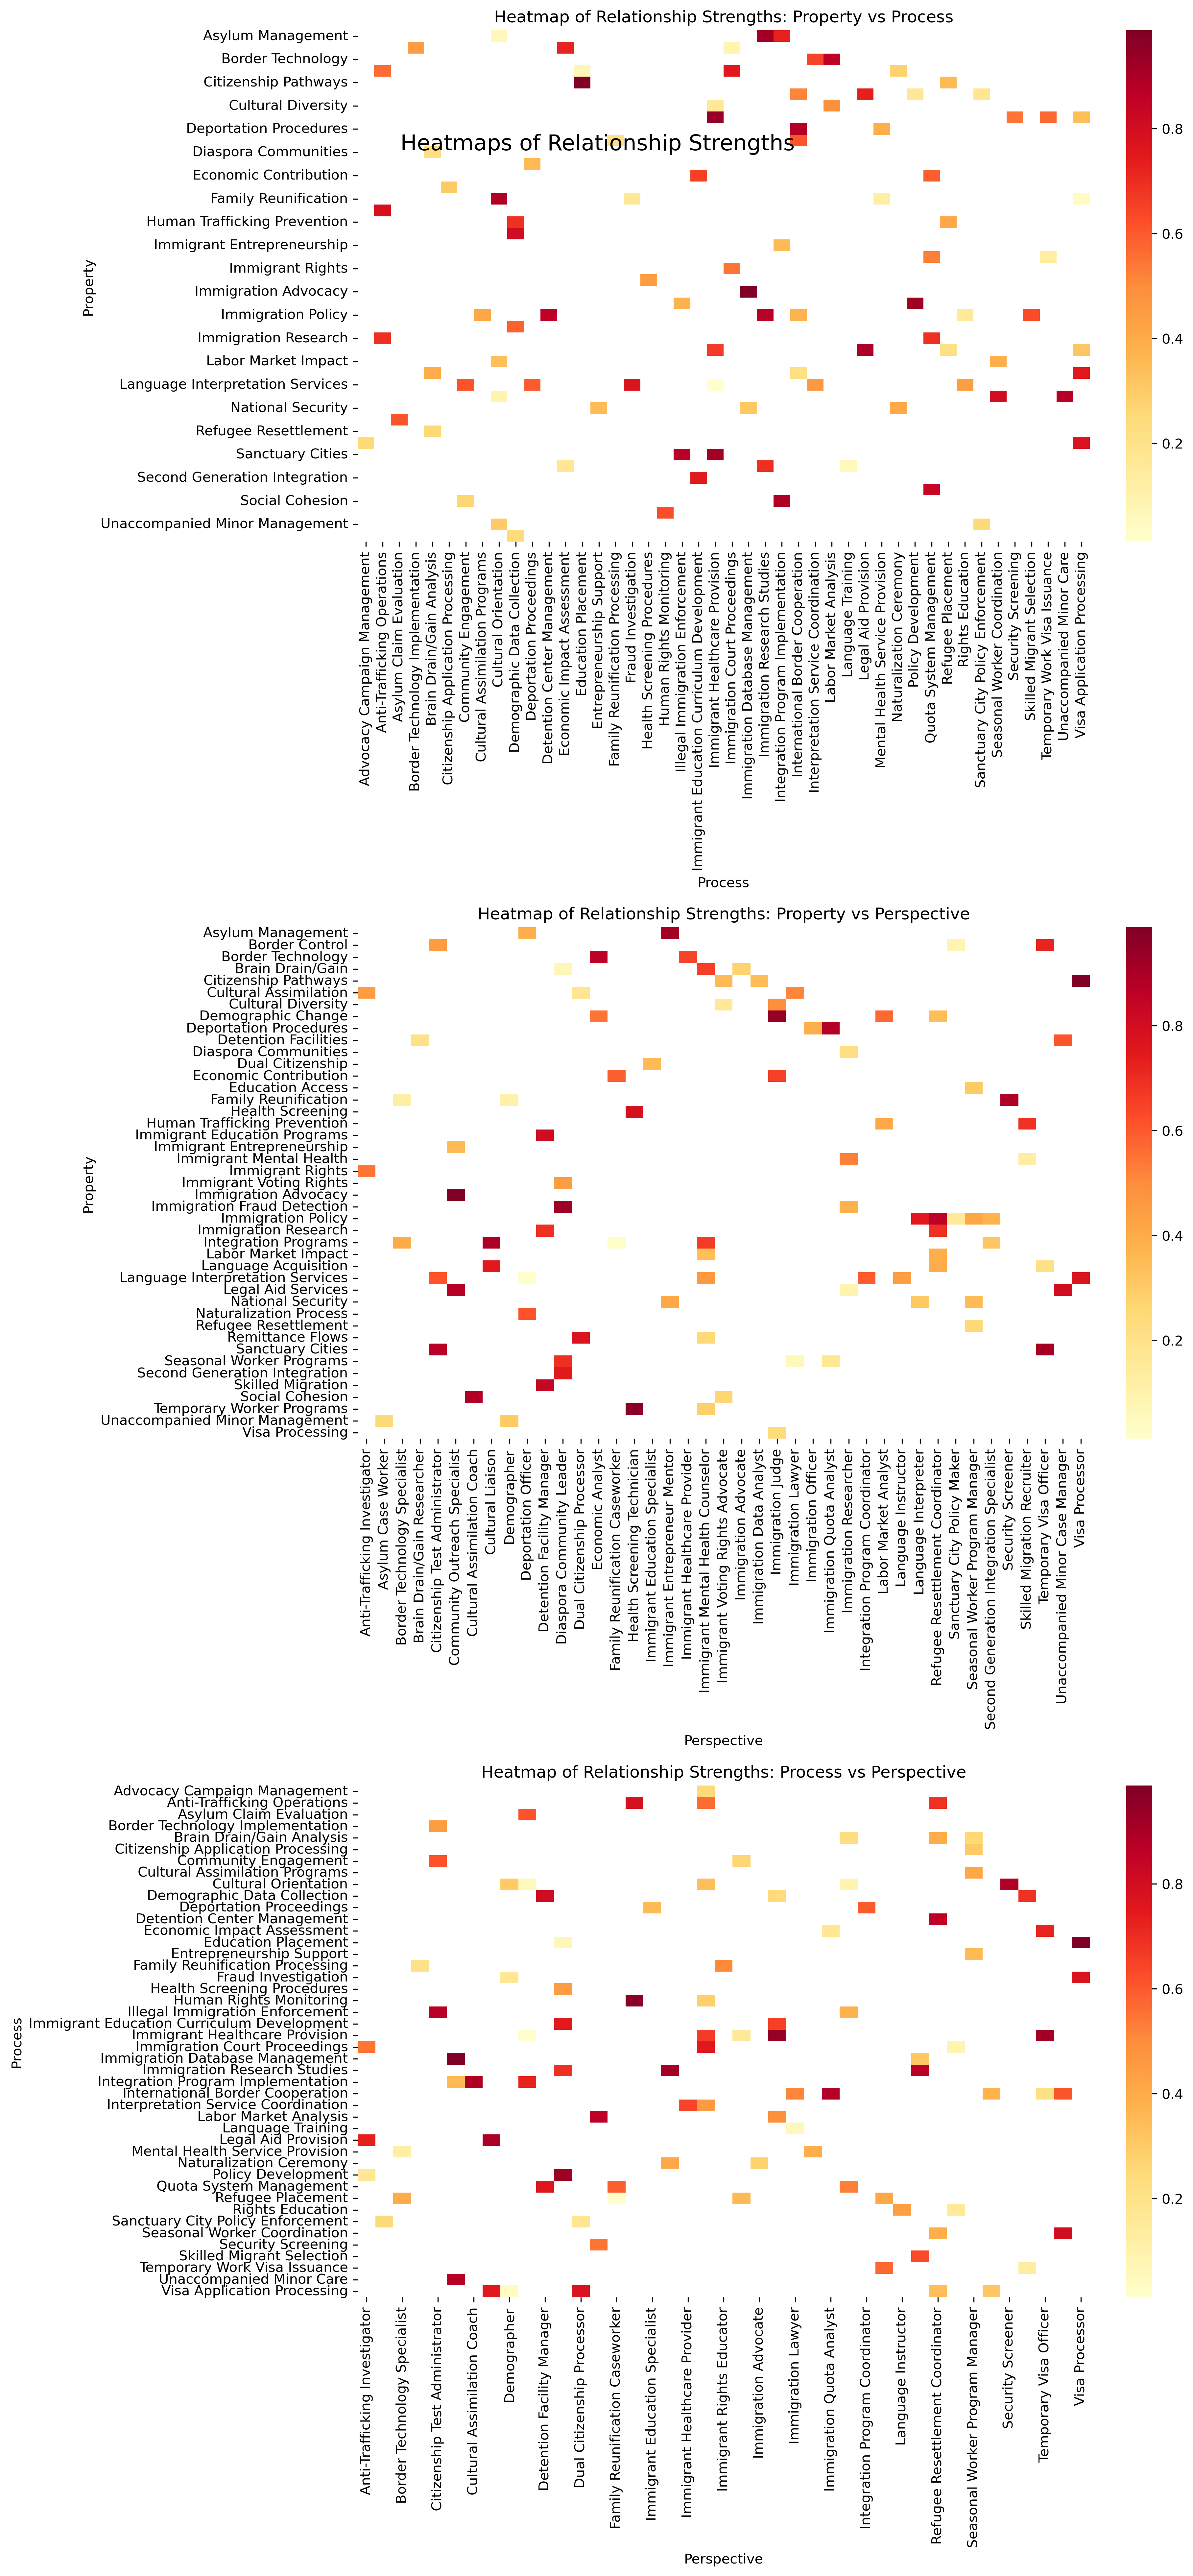 Heatmap of Relationship Strengths: Property vs Process
Asylum Management
Border Technology
Citizenship Pathways
Cultural Diversity
Deportation Procedures
Heatmaps of Relationship Strengths
Diaspora Communities
Economic Contribution
Family Reunification
Human Trafficking Prevention
Immigrant Entrepreneurship
Immigrant Rights
Immigration Advocacy
Immigration Policy
Immigration Research
Labor Market Impact
Language Interpretation Services
National Security
Refugee Resettlement
Sanctuary Cities
Second Generation Integration
Social Cohesion
Unaccompanied Minor Management
Property
0.8
0.6
0.4
0.2
Advocacy Campaign Management
Anti-Trafficking Operations
Asylum Claim Evaluation
Border Technology Implementation
Brain Drain/Gain Analysis
Citizenship Application Processing
Community Engagement
Cultural Assimilation Programs
Cultural Orientation
Demographic Data Collection
Deportation Proceedings
Detention Center Management
Economic Impact Assessment
Education Placement
Entrepreneurship Support
Family Reunification Processing
Fraud Investigation
Health Screening Procedures
Human Rights Monitoring
Illegal Immigration Enforcement
Immigrant Education Curriculum Development
Immigrant Healthcare Provision
Immigration Court Proceedings
Immigration Database Management
Immigration Research Studies
Integration Program Implementation
International Border Cooperation
Interpretation Service Coordination
Labor Market Analysis
Language Training
Legal Aid Provision
Mental Health Service Provision
Naturalization Ceremony
Policy Development
Quota System Management
Refugee Placement
Rights Education
Sanctuary City Policy Enforcement
Seasonal Worker Coordination
Security Screening
Skilled Migrant Selection
Temporary Work Visa Issuance
Unaccompanied Minor Care
Visa Application Processing
Process
Heatmap of Relationship Strengths: Property vs Perspective
Asylum Management
Border Control
Border Technology
Brain Drain/Gain
Citizenship Pathways
Cultural Assimilation
Cultural Diversity
Demographic Change
Deportation Procedures
Detention Facilities
Diaspora Communities
Dual Citizenship
Economic Contribution
Education Access
Family Reunification
Health Screening
Human Trafficking Prevention
Immigrant Education Programs
Immigrant Entrepreneurship
Immigrant Mental Health
Immigrant Rights
Immigrant Voting Rights
Immigration Advocacy
Immigration Fraud Detection
Immigration Policy
Immigration Research
Integration Programs
Labor Market Impact
Language Acquisition
Language Interpretation Services
Legal Aid Services
National Security
Naturalization Process
Refugee Resettlement
Remittance Flows
Sanctuary Cities
Seasonal Worker Programs
Second Generation Integration
Skilled Migration
Social Cohesion
Temporary Worker Programs
Unaccompanied Minor Management
Visa Processing
Property
0.8
0.6
0.4
0.2
Anti-Trafficking Investigator
Asylum Case Worker
Border Technology Specialist
Brain Drain/Gain Researcher
Citizenship Test Administrator
Community Outreach Specialist
Cultural Assimilation Coach
Cultural Liaison
Demographer
Deportation Officer
Detention Facility Manager
Diaspora Community Leader
Dual Citizenship Processor
Economic Analyst
Family Reunification Caseworker
Health Screening Technician
Immigrant Education Specialist
Immigrant Entrepreneur Mentor
Immigrant Healthcare Provider
Immigrant Mental Health Counselor
Immigrant Voting Rights Advocate
Immigration Advocate
Immigration Data Analyst
Immigration Judge
Immigration Lawyer
Immigration Officer
Immigration Quota Analyst
Immigration Researcher
Integration Program Coordinator
Labor Market Analyst
Language Instructor
Language Interpreter
Refugee Resettlement Coordinator
Sanctuary City Policy Maker
Seasonal Worker Program Manager
Second Generation Integration Specialist
Security Screener
Skilled Migration Recruiter
Temporary Visa Officer
Unaccompanied Minor Case Manager
Visa Processor
Perspective
Heatmap of Relationship Strengths: Process vs Perspective
Advocacy Campaign Management
Anti-Trafficking Operations
Asylum Claim Evaluation
Border Technology Implementation
Brain Drain/Gain Analysis
Citizenship Application Processing
Community Engagement
Cultural Assimilation Programs
Cultural Orientation
Demographic Data Collection
Deportation Proceedings
Detention Center Management
Economic Impact Assessment
Education Placement
Entrepreneurship Support
Family Reunification Processing
Fraud Investigation
Health Screening Procedures
Human Rights Monitoring
Illegal Immigration Enforcement
Immigrant Education Curriculum Development
Immigrant Healthcare Provision
Immigration Court Proceedings
Immigration Database Management
Immigration Research Studies
Integration Program Implementation
International Border Cooperation
Interpretation Service Coordination
Labor Market Analysis
Language Training
Legal Aid Provision
Mental Health Service Provision
Naturalization Ceremony
Policy Development
Quota System Management
Refugee Placement
Rights Education
Sanctuary City Policy Enforcement
Seasonal Worker Coordination
Security Screening
Skilled Migrant Selection
Temporary Work Visa Issuance
Unaccompanied Minor Care
Visa Application Processing
Process
0.8
0.6
0.4
0.2
Anti-Trafficking Investigator
Border Technology Specialist
Citizenship Test Administrator
Cultural Assimilation Coach
Demographer
Detention Facility Manager
Dual Citizenship Processor
Family Reunification Caseworker
Immigrant Education Specialist
Immigrant Healthcare Provider
Immigrant Rights Educator
Immigration Advocate
Immigration Lawyer
Immigration Quota Analyst
Integration Program Coordinator
Language Instructor
Refugee Resettlement Coordinator
Seasonal Worker Program Manager
Security Screener
Temporary Visa Officer
Visa Processor
Perspective